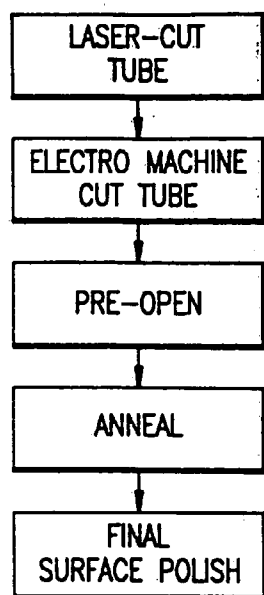 LASER-CUT
TUBE
ELECTRO MACHINE
CUT TUBE
PRE-OPEN
ANNEAL
FINAL
SURFACE POLISH